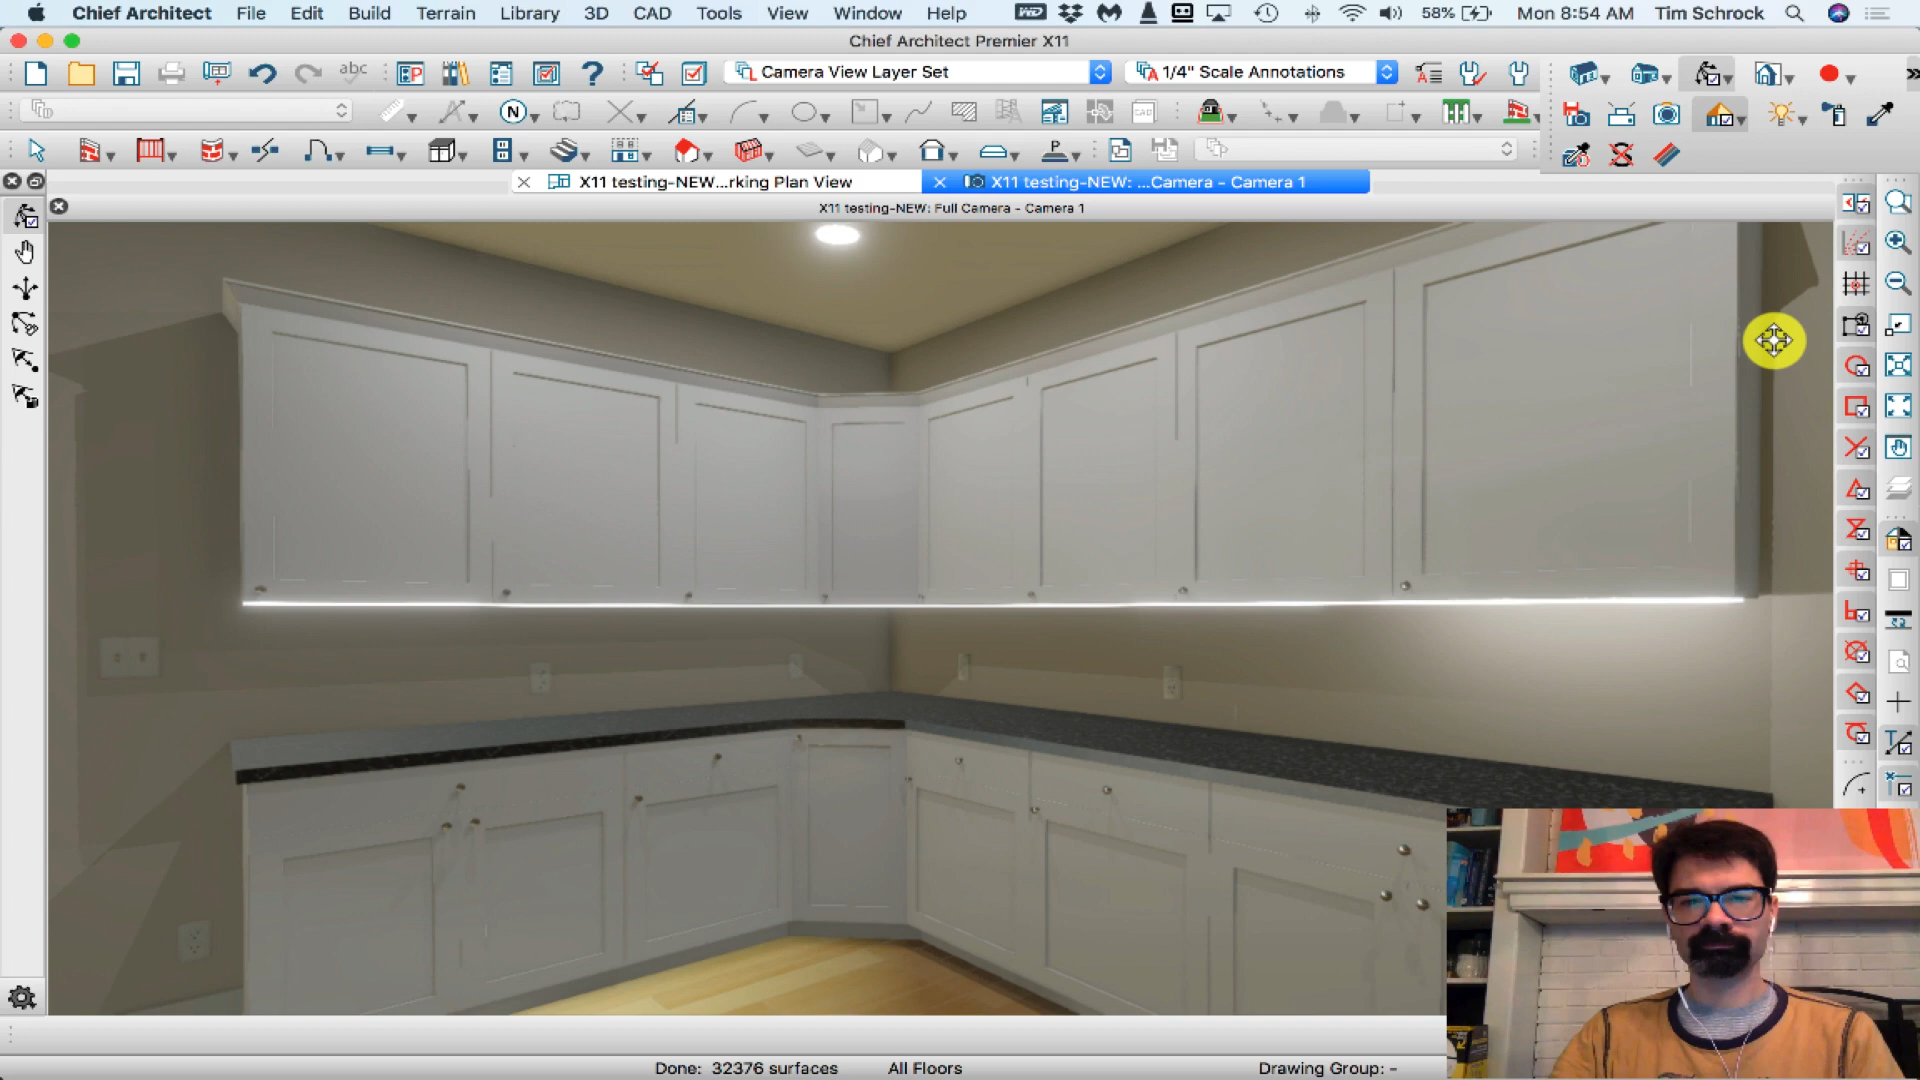 Chief Architect File Edit Build Terrain Library 3D CAD Tools View Window Help WD 58% Mon 8:54 AM Tim Schrock
Chief Architect Premier X11
abc P ? Camera View Layer Set 1/4" Scale Annotations
N CAD
P
X11 testing-NEW...rking Plan View X11 testing-NEW: ...Camera - Camera 1
X11 testing-NEW: Full Camera - Camera 1
Done: 32376 surfaces All Floors Drawing Group: -